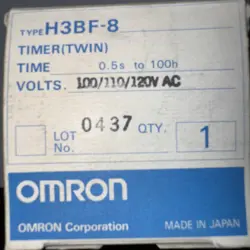 TYPE H3BF-8
TIMER(TWIN)
TIME 0.5s to 100h
VOLTS. 100/110/120V AC
LOT No. 0437 QTY. 1
OMRON
OMRON Corporation MADE IN JAPAN